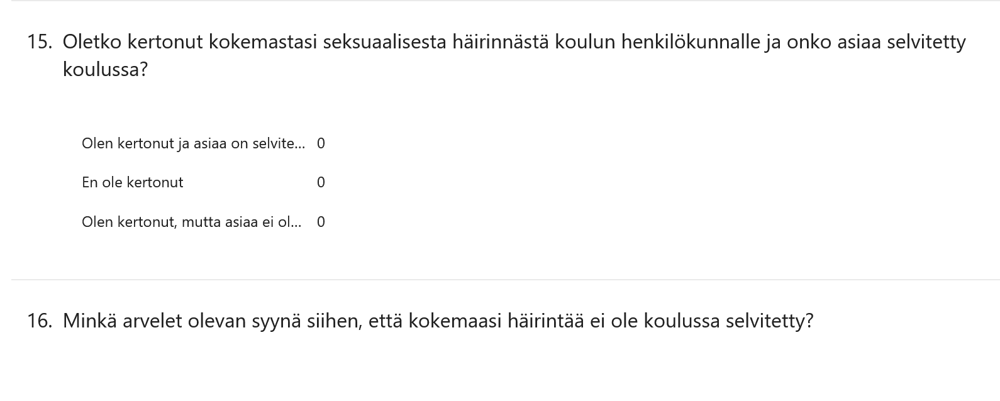 15. Oletko kertonut kokemastasi seksuaalisesta häirinnästä koulun henkilökunnalle ja onko asiaa selvitetty
koulussa?
Olen kertonut ja asiaa on selvite... 0
En ole kertonut 0
Olen kertonut, mutta asiaa ei ol... 0
16. Minkä arvelet olevan syynä siihen, että kokemaasi häirintää ei ole koulussa selvitetty?